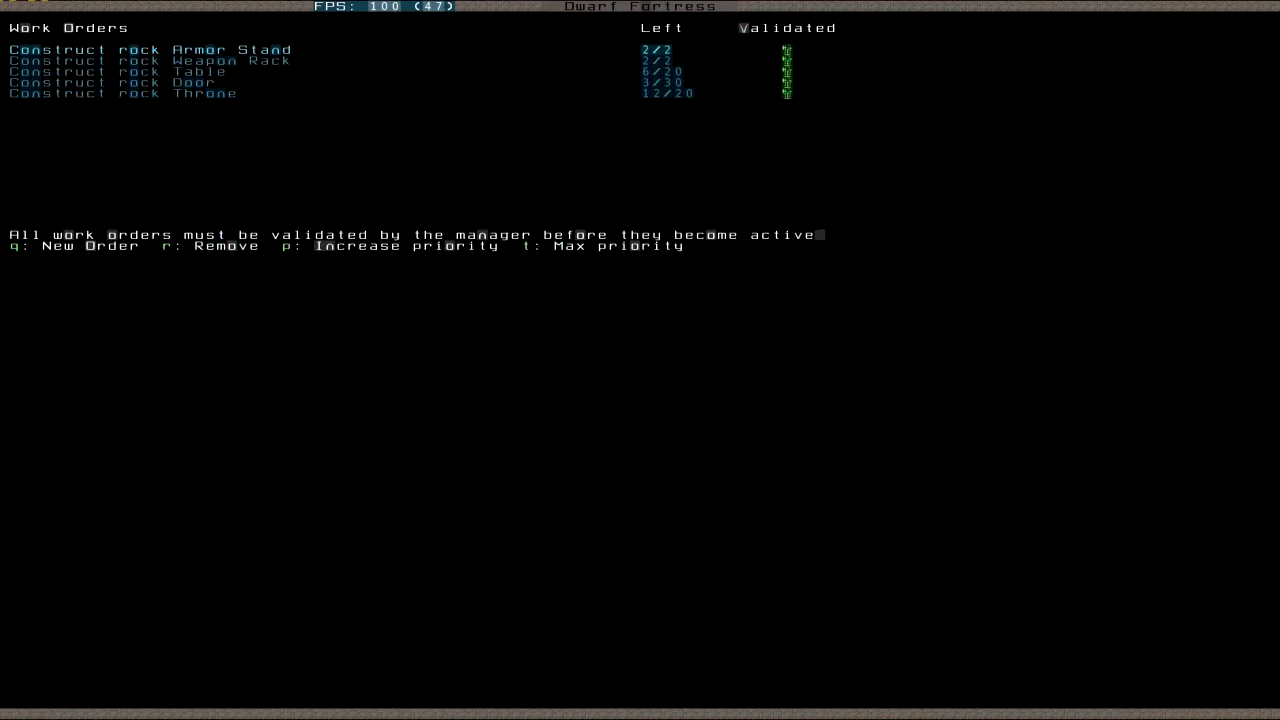 FPS: 100 (47) Dwarf Fortress
Work Orders Left Validated
Construct rock Armor Stand 2/2
Construct rock Weapon Rack 2/2
Construct rock Table 6/20
Construct rock Door 3/30
Construct rock Throne 12/20
All work orders must be validated by the manager before they become active
q: New Order r: Remove p: Increase priority t: Max priority